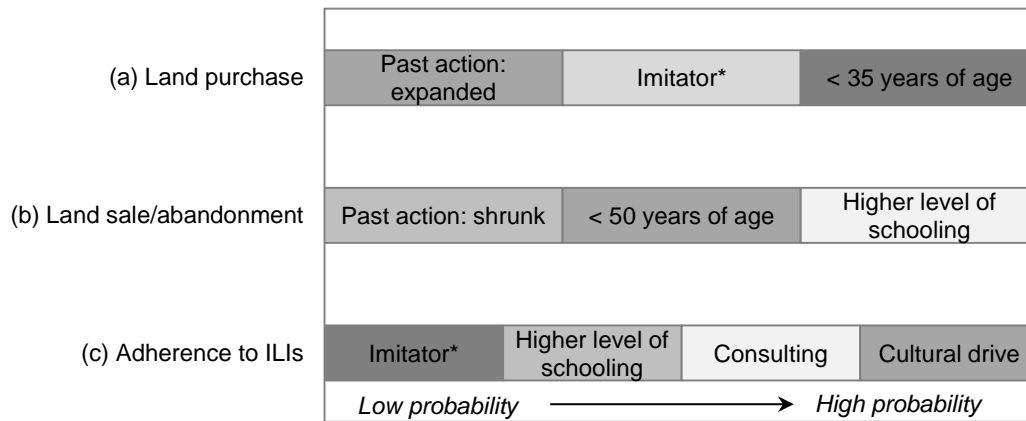 (a) Land purchase
Past action:
expanded
Imitator*
< 35 years of age
(b) Land sale/abandonment
Past action: shrunk
< 50 years of age
Higher level of
schooling
(c) Adherence to ILIs
Imitator*
Higher level of
schooling
Consulting
Cultural drive
Low probability
High probability